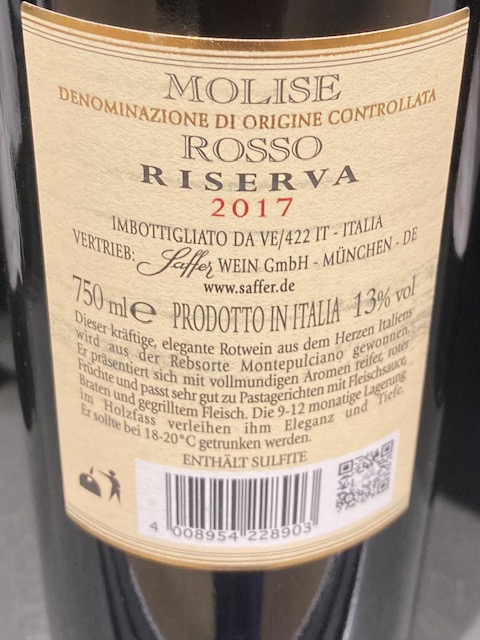 MOLISE
DENOMINAZIONE DI ORIGINE CONTROLLATA
ROSSO
RISERVA
2017
IMBOTTIGLIATO DA VE/422 IT - ITALIA
VERTRIEB: Saffer WEIN GmbH - MÜNCHEN - DE
www.saffer.de
750 ml e PRODOTTO IN ITALIA 13% vol
Dieser kräftige, elegante Rotwein aus dem Herzen Italiens
wird aus der Rebsorte Montepulciano gewonnen.
Er präsentiert sich mit vollmundigen Aromen reifer, roter
Früchte und passt sehr gut zu Pastagerichten mit Fleischsauce,
Braten und gegrilltem Fleisch. Die 9-12 monatige Lagerung
im Holzfass verleihen ihm Eleganz und Tiefe.
Er sollte bei 18-20°C getrunken werden.
ENTHÄLT SULFITE
4 008954 228903